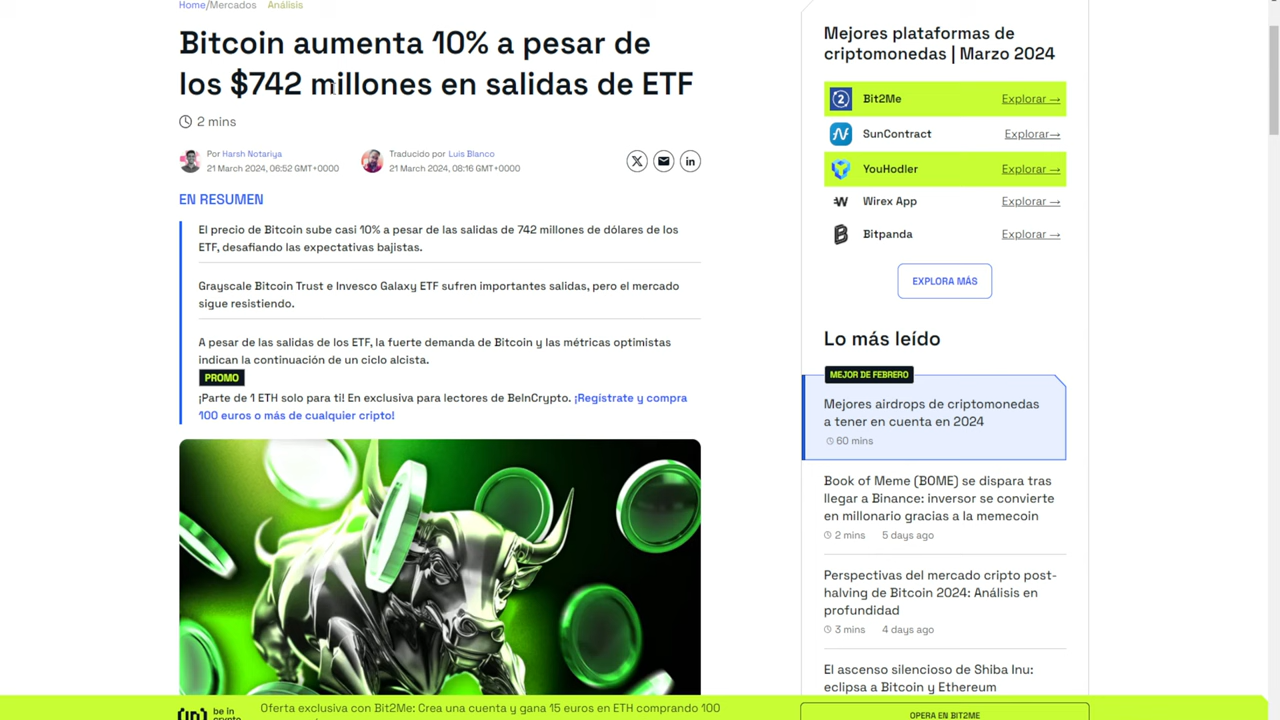 Home/Mercados Análisis
Bitcoin aumenta 10% a pesar de
los $742 millones en salidas de ETF
2 mins
Por Harsh Notariya
21 March 2024, 06:52 GMT+0000
Traducido por Luis Blanco
21 March 2024, 08:16 GMT+0000
EN RESUMEN
El precio de Bitcoin sube casi 10% a pesar de las salidas de 742 millones de dólares de los
ETF, desafiando las expectativas bajistas.
Grayscale Bitcoin Trust e Invesco Galaxy ETF sufren importantes salidas, pero el mercado
sigue resistiendo.
A pesar de las salidas de los ETF, la fuerte demanda de Bitcoin y las métricas optimistas
indican la continuación de un ciclo alcista.
PROMO
¡Parte de 1 ETH solo para ti! En exclusiva para lectores de BeInCrypto. ¡Regístrate y compra
100 euros o más de cualquier cripto!
Mejores plataformas de
criptomonedas | Marzo 2024
Bit2Me Explorar →
SunContract Explorar→
YouHodler Explorar →
Wirex App Explorar →
Bitpanda Explorar →
EXPLORA MÁS
Lo más leído
MEJOR DE FEBRERO
Mejores airdrops de criptomonedas
a tener en cuenta en 2024
60 mins
Book of Meme (BOME) se dispara tras
llegar a Binance: inversor se convierte
en millonario gracias a la memecoin
2 mins 5 days ago
Perspectivas del mercado cripto post-
halving de Bitcoin 2024: Análisis en
profundidad
3 mins 4 days ago
El ascenso silencioso de Shiba Inu:
eclipsa a Bitcoin y Ethereum
be in
crypto
Oferta exclusiva con Bit2Me: Crea una cuenta y gana 15 euros en ETH comprando 100
OPERA EN BIT2ME